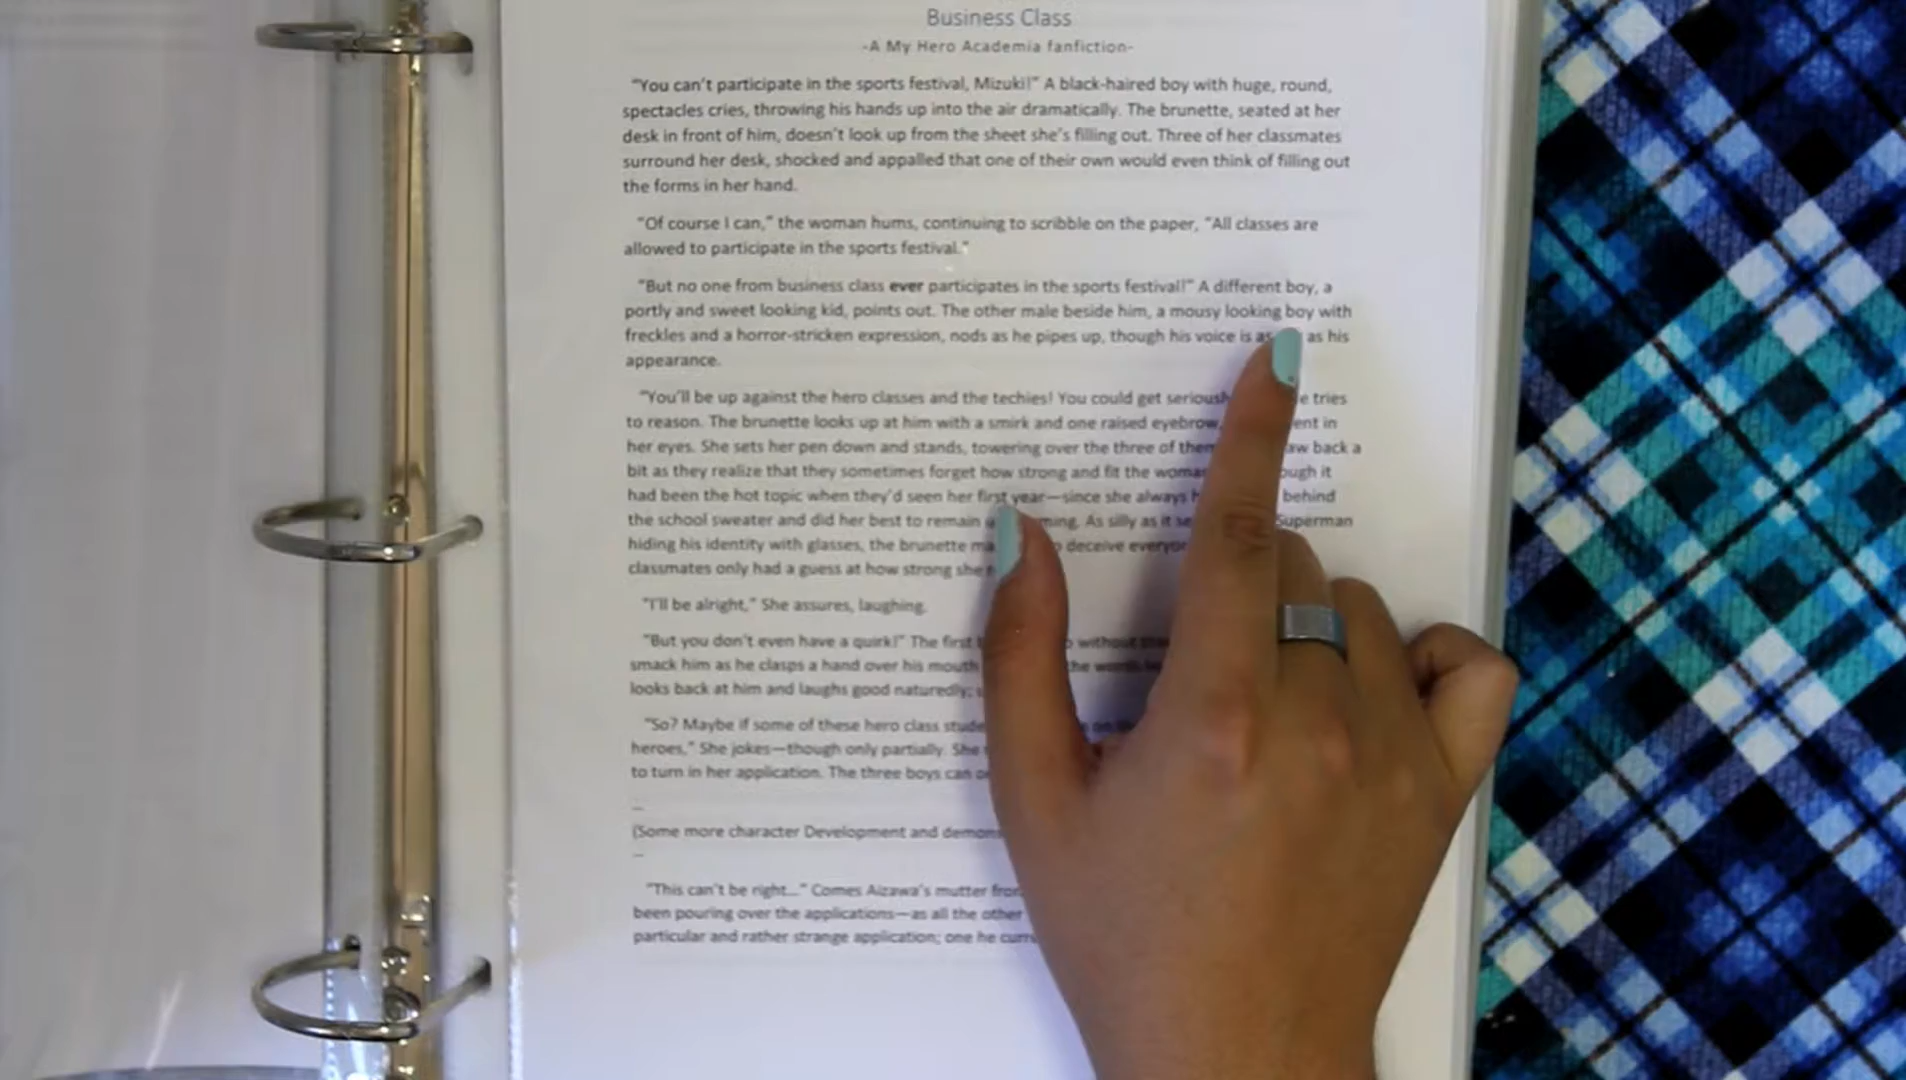 Business Class
-A My Hero Academia fanfiction-
"You can't participate in the sports festival, Mizuki!" A black-haired boy with huge, round,
spectacles cries, throwing his hands up into the air dramatically. The brunette, seated at her
desk in front of him, doesn't look up from the sheet she's filling out. Three of her classmates
surround her desk, shocked and appalled that one of their own would even think of filling out
the forms in her hand.
"Of course I can," the woman hums, continuing to scribble on the paper, "All classes are
allowed to participate in the sports festival."
"But no one from business class ever participates in the sports festival!" A different boy, a
portly and sweet looking kid, points out. The other male beside him, a mousy looking boy with
freckles and a horror-stricken expression, nods as he pipes up, though his voice is as as his
appearance.
"You'll be up against the hero classes and the techies! You could get tries
to reason. The brunette looks up at him with a smirk and one raised eyebrow, in
her eyes. She sets her pen down and stands, towering over the three of back a
bit as they realize that they sometimes forget how strong and fit the it
had been the hot topic when they'd seen her first year—since she always behind
the school sweater and did her best to remain As silly as it Superman
hiding his identity with glasses, the brunette deceive
classmates only had a guess at how strong she
"I'll be alright," She assures, laughing.
"But you don't even have a quirk!" The first without
smack him as he clasps a hand over his mouth the
looks back at him and laughs good naturedly;
"So? Maybe if some of these hero class on
heroes," She jokes—though only partially. She
to turn in her application. The three boys can
—
(Some more character Development and
—
"This can't be right..." Comes Aizawa's mutter
been pouring over the applications—as all the other
particular and rather strange application; one he